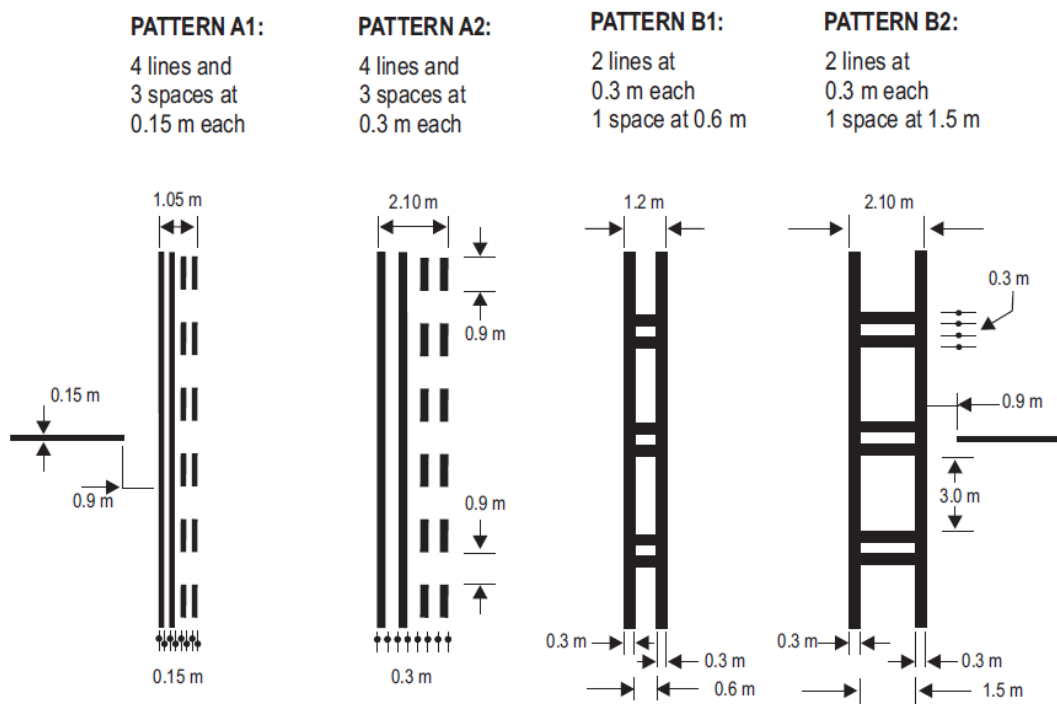 PATTERN A1:
4 lines and
3 spaces at
0.15 m each
PATTERN A2:
4 lines and
3 spaces at
0.3 m each
PATTERN B1:
2 lines at
0.3 m each
1 space at 0.6 m
PATTERN B2:
2 lines at
0.3 m each
1 space at 1.5 m
1.05 m
2.10 m
1.2 m
2.10 m
0.3 m
0.9 m
0.15 m
0.9 m
0.9 m
0.9 m
3.0 m
0.15 m
0.3 m
0.3 m
0.3 m
0.6 m
0.3 m
0.3 m
1.5 m